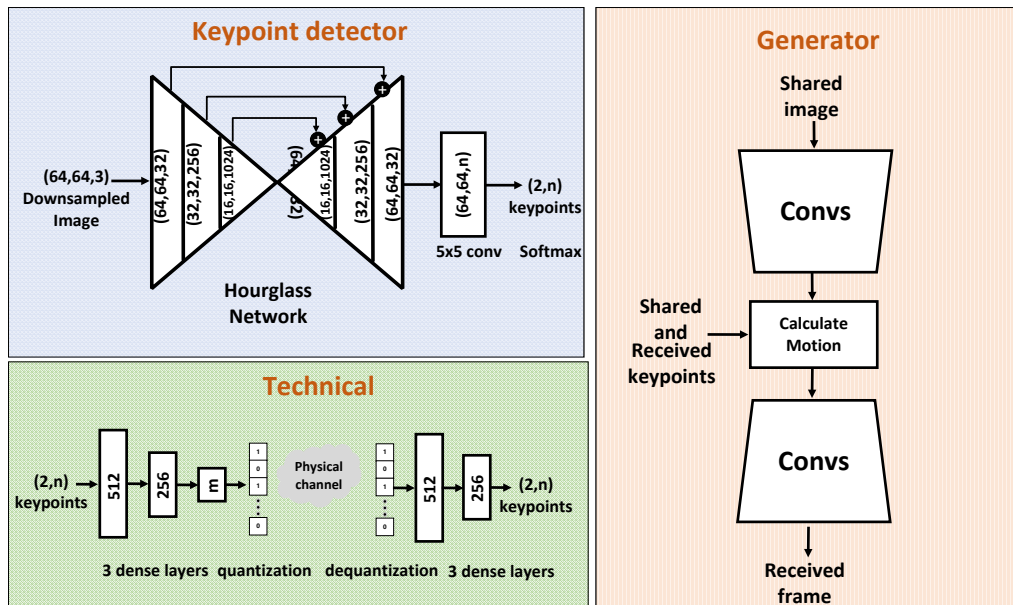 Keypoint detector
(64,64,3)
Downsampled
Image
(64,64,32)
(32,32,256)
(16,16,1024)
+
+
+
(16,16,1024)
(32,32,256)
(64,64,32)
(64,64,n)
(2,n)
keypoints
5x5 conv
Softmax
Hourglass
Network
Technical
(2,n)
keypoints
512
256
m
1
0
1
0
Physical
channel
1
0
1
0
512
256
(2,n)
keypoints
3 dense layers
quantization
dequantization
3 dense layers
Generator
Shared
image
Convs
Shared
and
Received
keypoints
Calculate
Motion
Convs
Received
frame